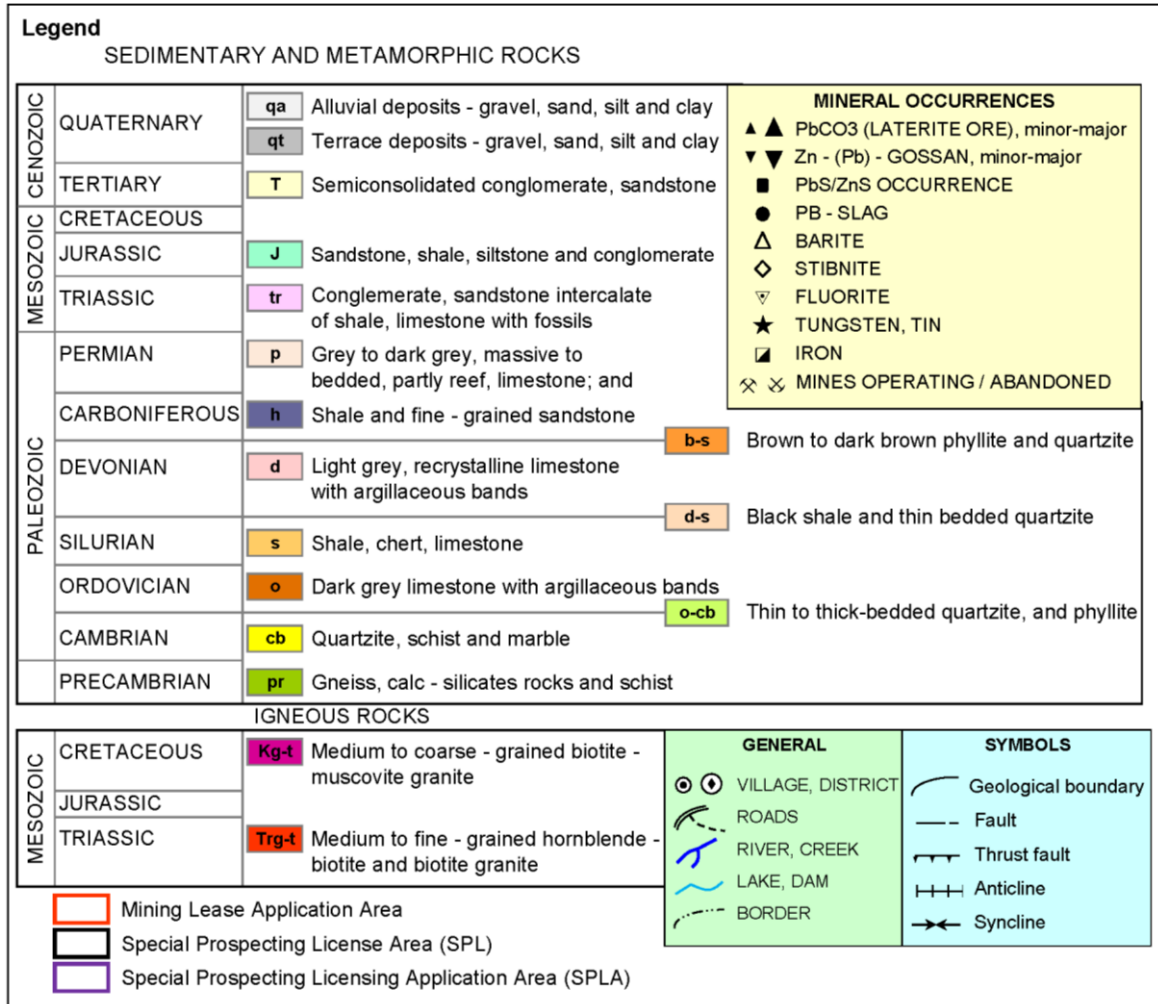 Legend
SEDIMENTARY AND METAMORPHIC ROCKS
CENOZOIC
QUATERNARY
qa Alluvial deposits - gravel, sand, silt and clay
qt Terrace deposits - gravel, sand, silt and clay
TERTIARY
T Semiconsolidated conglomerate, sandstone
MESOZOIC
CRETACEOUS
JURASSIC
J Sandstone, shale, siltstone and conglomerate
TRIASSIC
tr Conglemerate, sandstone intercalate
of shale, limestone with fossils
PALEOZOIC
PERMIAN
p Grey to dark grey, massive to
bedded, partly reef, limestone; and
CARBONIFEROUS
h Shale and fine - grained sandstone
b-s Brown to dark brown phyllite and quartzite
DEVONIAN
d Light grey, recrystalline limestone
with argillaceous bands
d-s Black shale and thin bedded quartzite
SILURIAN
s Shale, chert, limestone
ORDOVICIAN
o Dark grey limestone with argillaceous bands
o-cb Thin to thick-bedded quartzite, and phyllite
CAMBRIAN
cb Quartzite, schist and marble
PRECAMBRIAN
pr Gneiss, calc - silicates rocks and schist
MINERAL OCCURRENCES
PbCO3 (LATERITE ORE), minor-major
Zn - (Pb) - GOSSAN, minor-major
PbS/ZnS OCCURRENCE
PB - SLAG
BARITE
STIBNITE
FLUORITE
TUNGSTEN, TIN
IRON
MINES OPERATING / ABANDONED
IGNEOUS ROCKS
MESOZOIC
CRETACEOUS
Kg-t Medium to coarse - grained biotite -
muscovite granite
JURASSIC
TRIASSIC
Trg-t Medium to fine - grained hornblende -
biotite and biotite granite
GENERAL
VILLAGE, DISTRICT
ROADS
RIVER, CREEK
LAKE, DAM
BORDER
SYMBOLS
Geological boundary
Fault
Thrust fault
Anticline
Syncline
Mining Lease Application Area
Special Prospecting License Area (SPL)
Special Prospecting Licensing Application Area (SPLA)